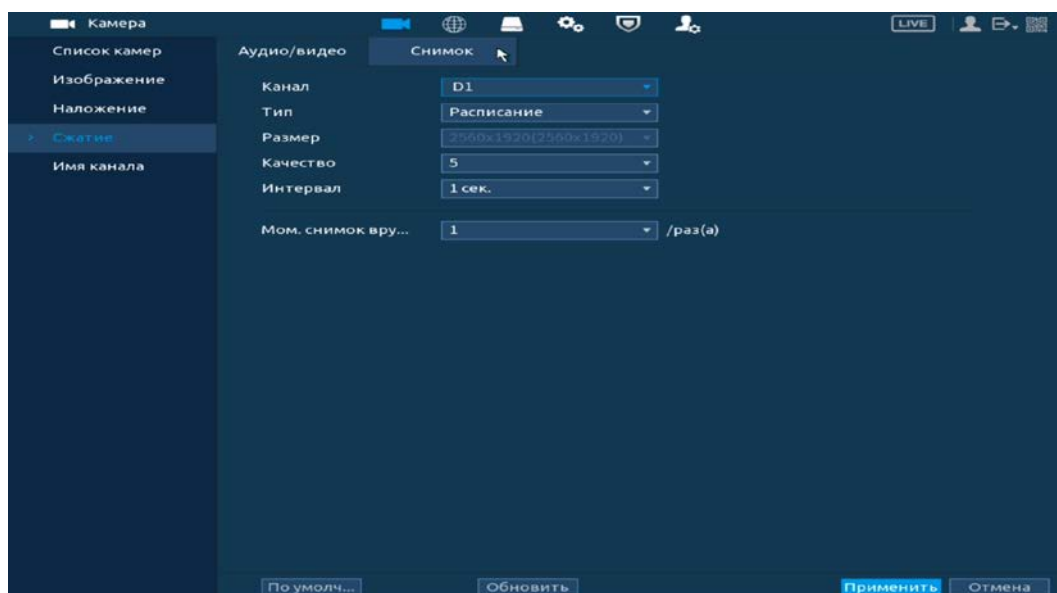 Камера LIVE
Список камер Аудио/видео Снимок
Изображение Канал D1
Наложение Тип Расписание
> Сжатие Размер 2560x1920(2560x1920)
Имя канала Качество 5
Интервал 1 сек.
Мом. снимок вру... 1 /раз(а)
По умолч... Обновить Применить Отмена